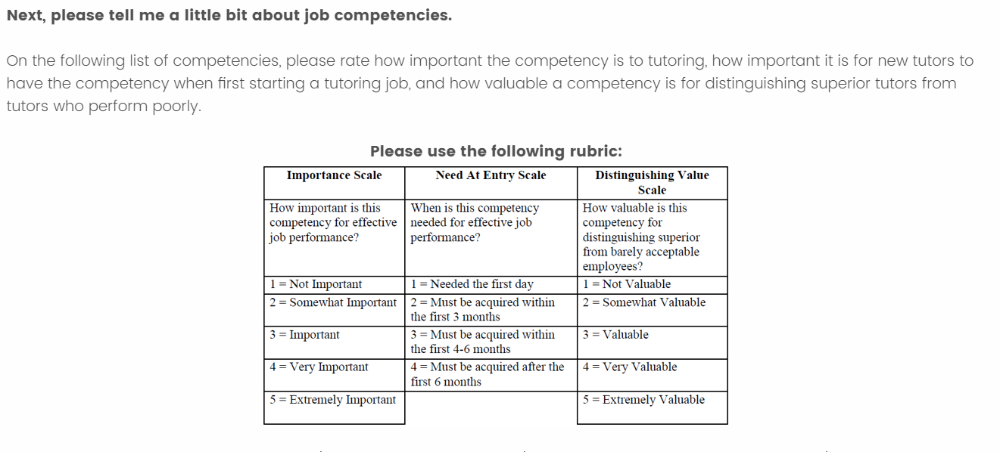 Next, please tell me a little bit about job competencies.
On the following list of competencies, please rate how important the competency is to tutoring, how important it is for new tutors to
have the competency when first starting a tutoring job, and how valuable a competency is for distinguishing superior tutors from
tutors who perform poorly.
Please use the following rubric:
Importance Scale
Need At Entry Scale
Distinguishing Value
Scale
How important is this
competency for effective
job performance?
When is this competency
needed for effective job
performance?
How valuable is this
competency for
distinguishing superior
from barely acceptable
employees?
1 = Not Important
1 = Needed the first day
1 = Not Valuable
2 = Somewhat Important
2 = Must be acquired within
the first 3 months
2 = Somewhat Valuable
3 = Important
3 = Must be acquired within
the first 4-6 months
3 = Valuable
4 = Very Important
4 = Must be acquired after the
first 6 months
4 = Very Valuable
5 = Extremely Important
5 = Extremely Valuable